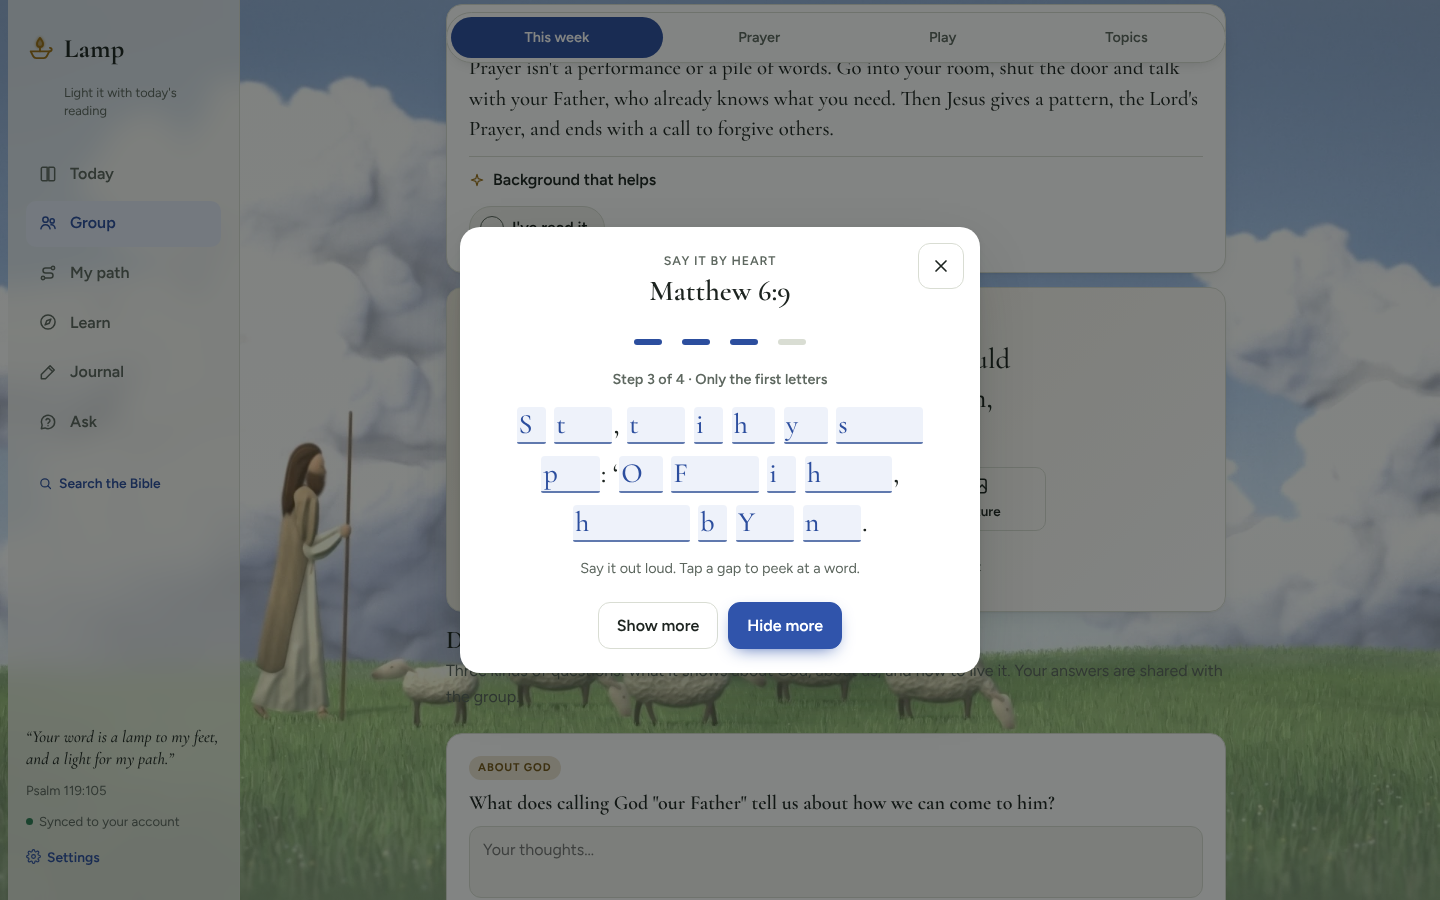 Lamp
Light it with today's
reading
Today
Group
My path
Learn
Journal
Ask
Search the Bible
“Your word is a lamp to my feet,
and a light for my path.”
Psalm 119:105
Synced to your account
Settings
This week
Prayer
Play
Topics
Prayer isn't a performance or a pile of words. Go into your room, shut the door and talk
with your Father, who already knows what you need. Then Jesus gives a pattern, the Lord's
Prayer, and ends with a call to forgive others.
Background that helps
I've read it
SAY IT BY HEART
Matthew 6:9
Step 3 of 4 · Only the first letters
S t, t i h y s
p: ‘O F i h,
h b Y n.
Say it out loud. Tap a gap to peek at a word.
Show more
Hide more
the group.
live it. Your answers are shared with
ABOUT GOD
What does calling God "our Father" tell us about how we can come to him?
Your thoughts...